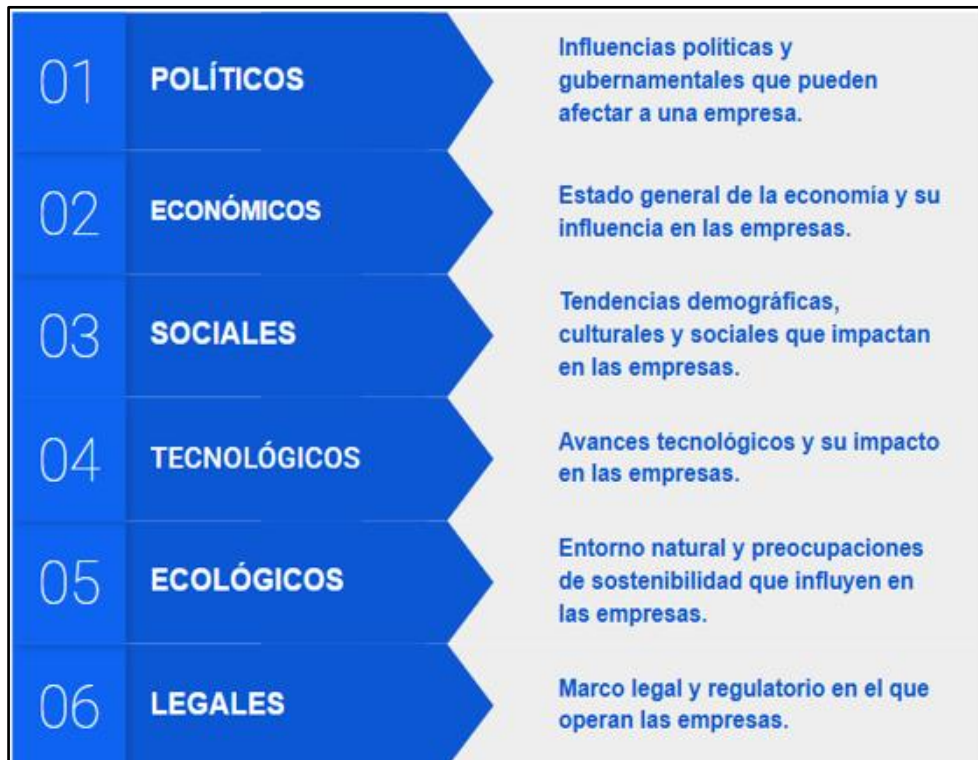 01
POLÍTICOS
Influencias políticas y
gubernamentales que pueden
afectar a una empresa.
02
ECONÓMICOS
Estado general de la economía y su
influencia en las empresas.
03
SOCIALES
Tendencias demográficas,
culturales y sociales que impactan
en las empresas.
04
TECNOLÓGICOS
Avances tecnológicos y su impacto
en las empresas.
05
ECOLÓGICOS
Entorno natural y preocupaciones
de sostenibilidad que influyen en
las empresas.
06
LEGALES
Marco legal y regulatorio en el que
operan las empresas.